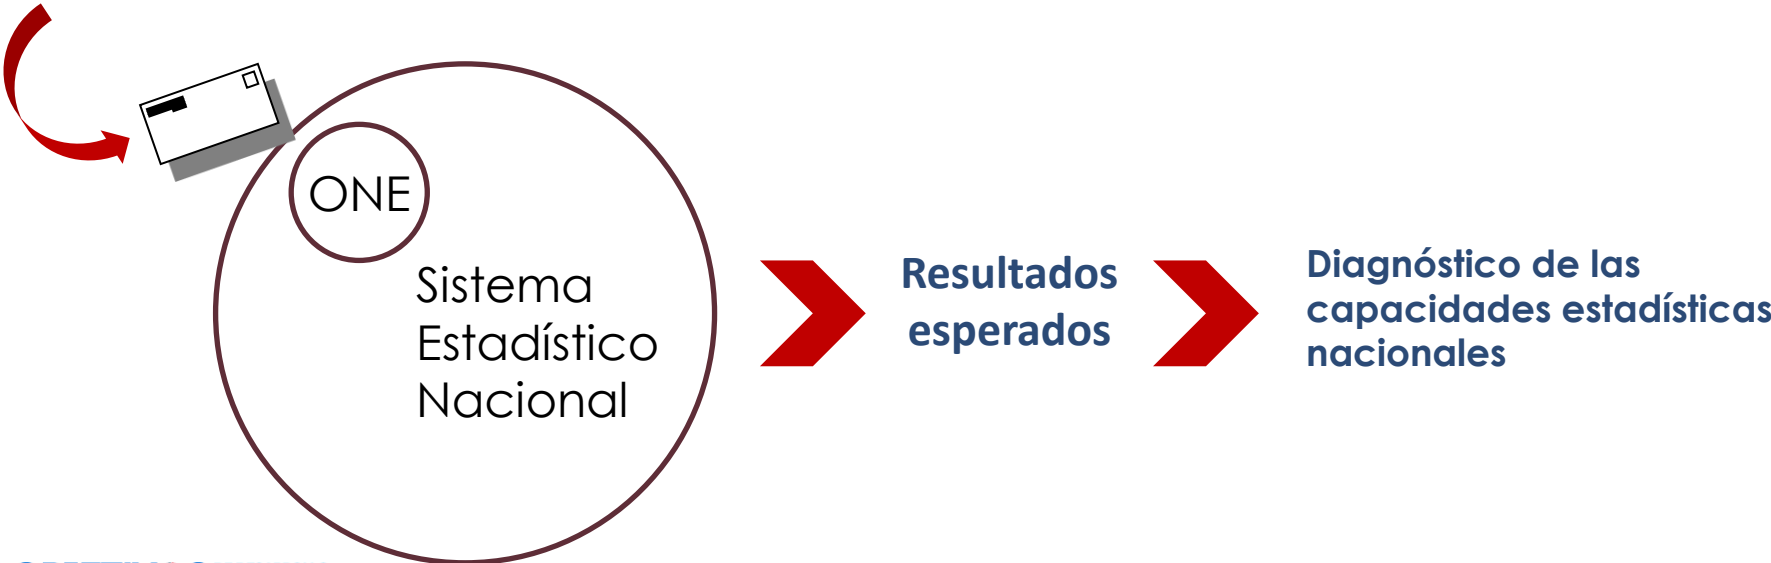 ONE
Sistema
Estadístico
Nacional
Resultados
esperados
Diagnóstico de las
capacidades estadísticas
nacionales